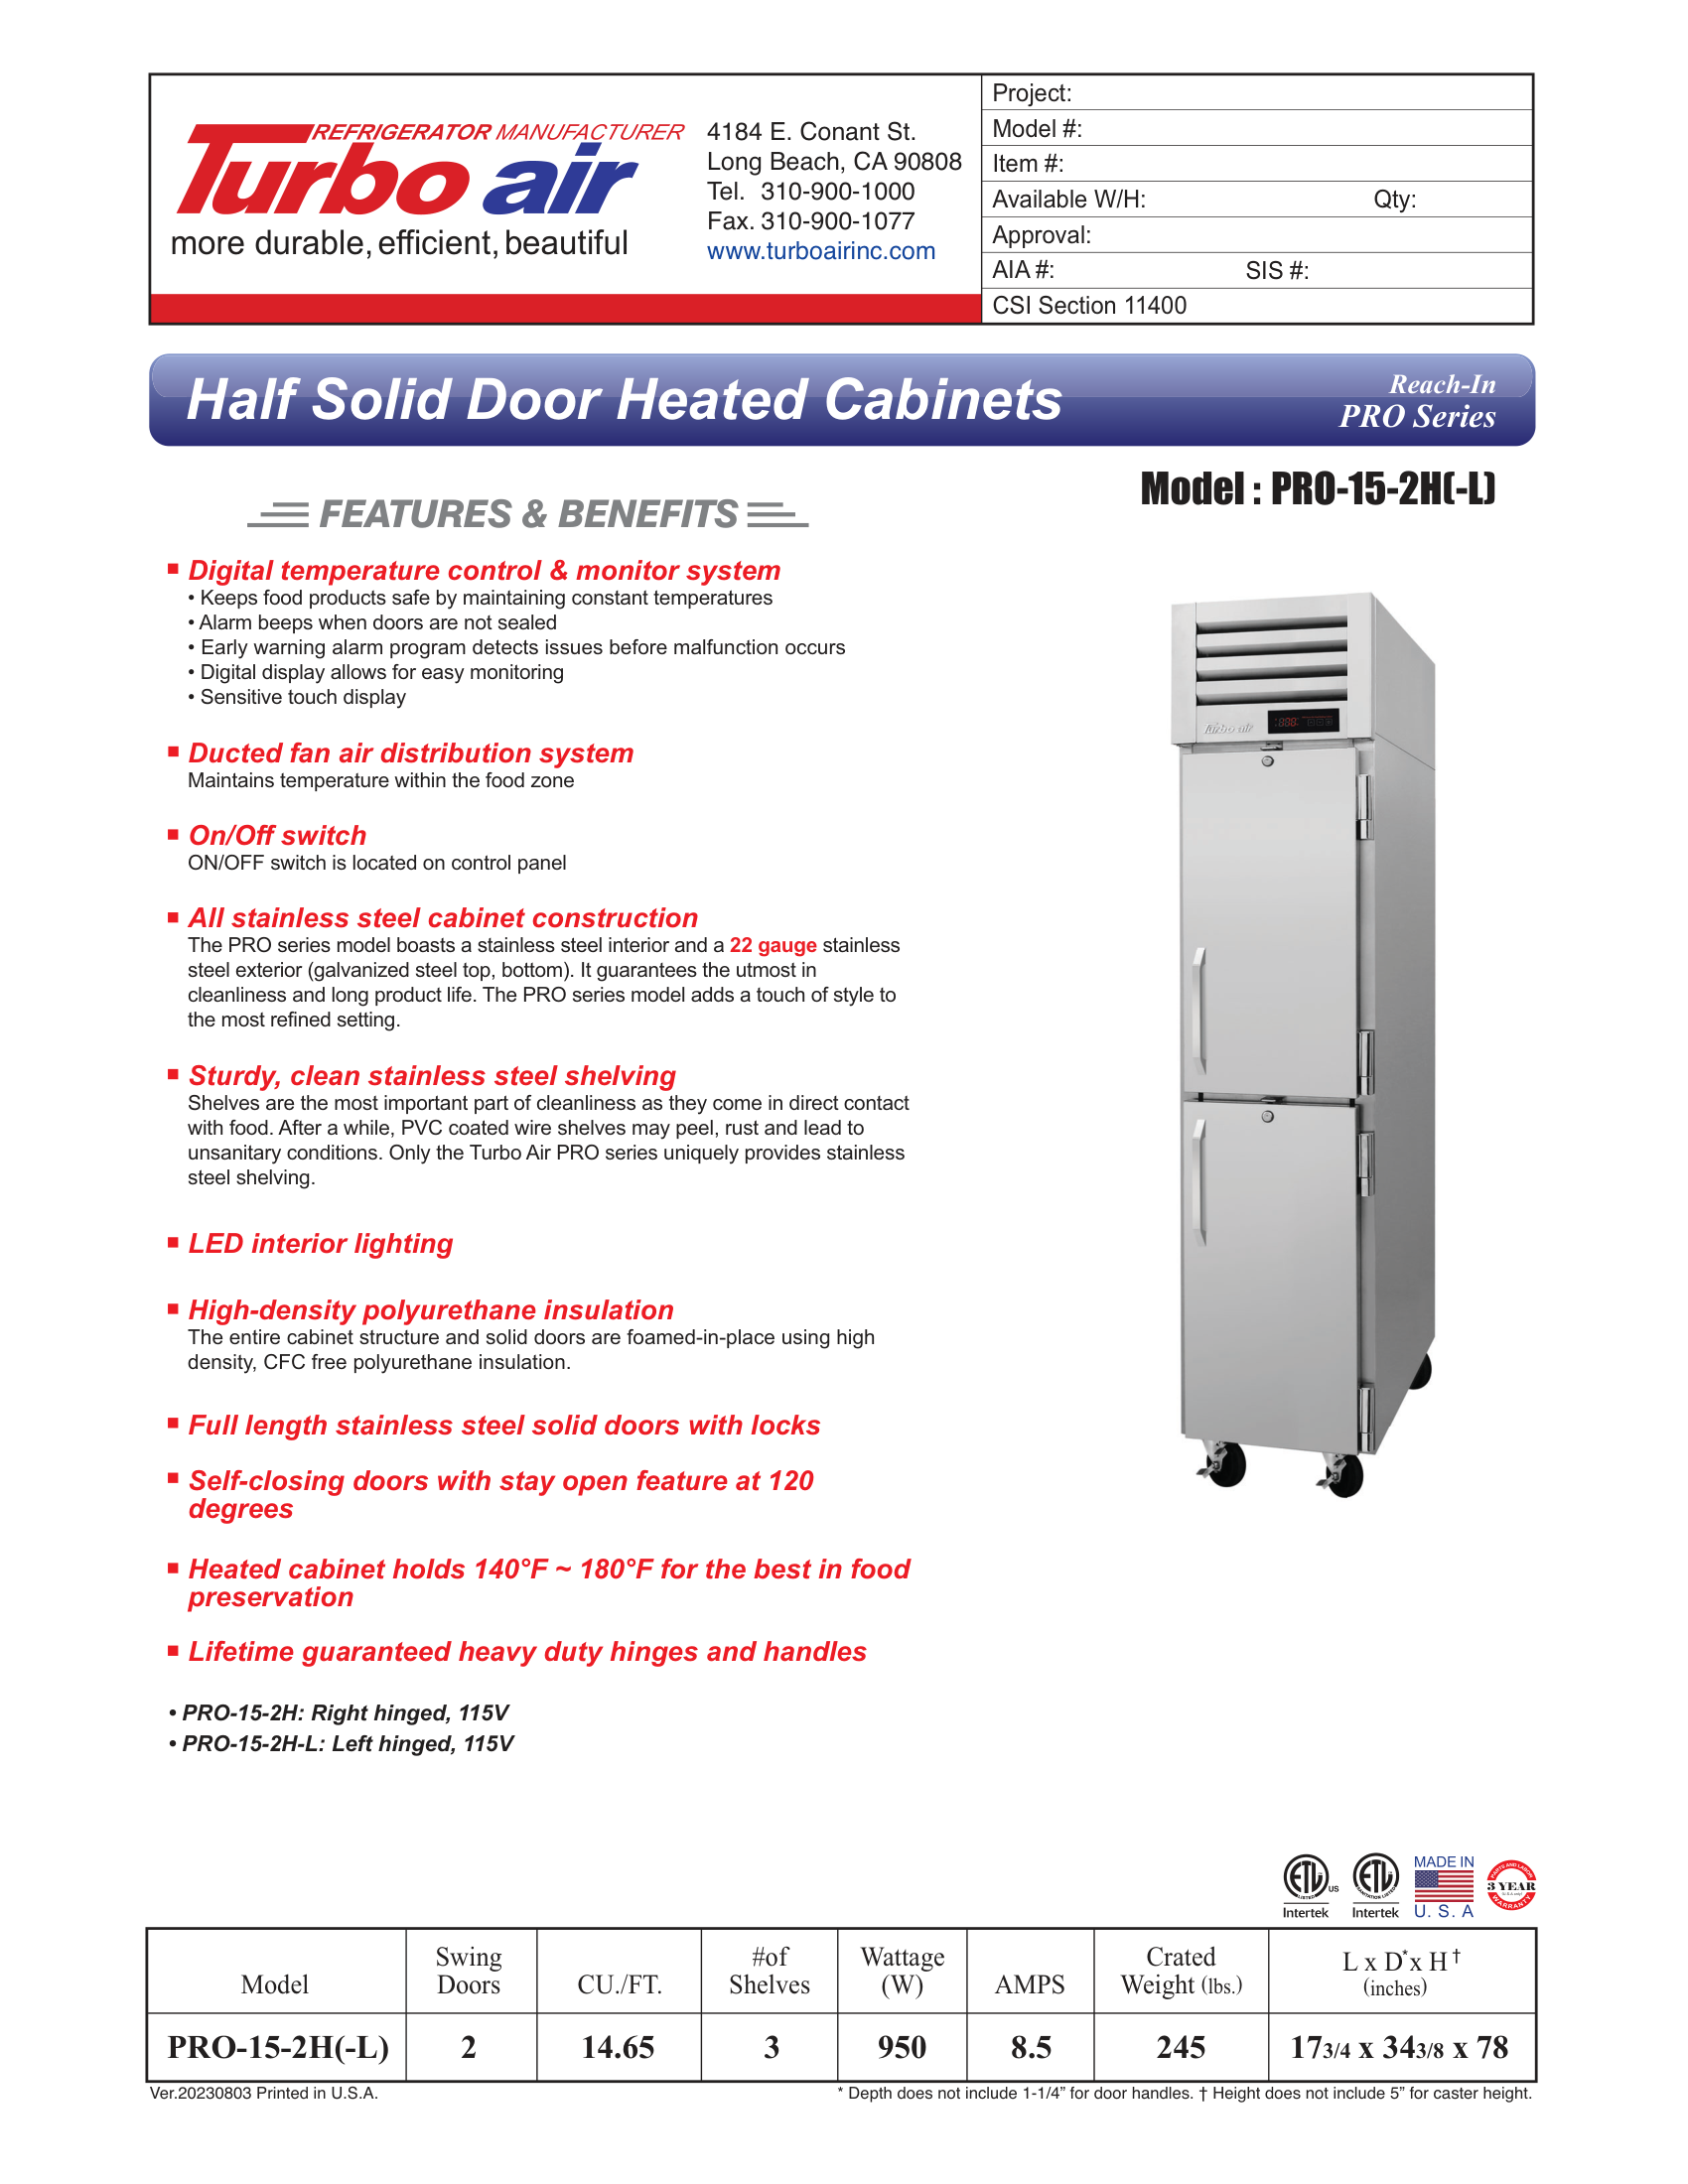 REFRIGERATOR MANUFACTURER
Turbo air
more durable, efficient, beautiful
4184 E. Conant St.
Long Beach, CA 90808
Tel. 310-900-1000
Fax. 310-900-1077
www.turboairinc.com
Project:
Model #:
Item #:
Available W/H: Qty:
Approval:
AIA #: SIS #:
CSI Section 11400
Half Solid Door Heated Cabinets
Reach-In
PRO Series
Model : PRO-15-2H(-L)
FEATURES & BENEFITS
Digital temperature control & monitor system
• Keeps food products safe by maintaining constant temperatures
• Alarm beeps when doors are not sealed
• Early warning alarm program detects issues before malfunction occurs
• Digital display allows for easy monitoring
• Sensitive touch display
Ducted fan air distribution system
Maintains temperature within the food zone
On/Off switch
ON/OFF switch is located on control panel
All stainless steel cabinet construction
The PRO series model boasts a stainless steel interior and a 22 gauge stainless
steel exterior (galvanized steel top, bottom). It guarantees the utmost in
cleanliness and long product life. The PRO series model adds a touch of style to
the most refined setting.
Sturdy, clean stainless steel shelving
Shelves are the most important part of cleanliness as they come in direct contact
with food. After a while, PVC coated wire shelves may peel, rust and lead to
unsanitary conditions. Only the Turbo Air PRO series uniquely provides stainless
steel shelving.
LED interior lighting
High-density polyurethane insulation
The entire cabinet structure and solid doors are foamed-in-place using high
density, CFC free polyurethane insulation.
Full length stainless steel solid doors with locks
Self-closing doors with stay open feature at 120
degrees
Heated cabinet holds 140°F ~ 180°F for the best in food
preservation
Lifetime guaranteed heavy duty hinges and handles
• PRO-15-2H: Right hinged, 115V
• PRO-15-2H-L: Left hinged, 115V
Turbo air
ETL LISTED US
Intertek
ETL SANITATION LISTED
Intertek
MADE IN
U. S. A
PARTS AND LABOR
3 YEAR
WARRANTY
Model Swing Doors CU./FT. #of Shelves Wattage (W) AMPS Crated Weight (lbs.) L x D* x H† (inches)
PRO-15-2H(-L) 2 14.65 3 950 8.5 245 173/4 x 343/8 x 78
Ver.20230803 Printed in U.S.A.
* Depth does not include 1-1/4” for door handles. † Height does not include 5” for caster height.